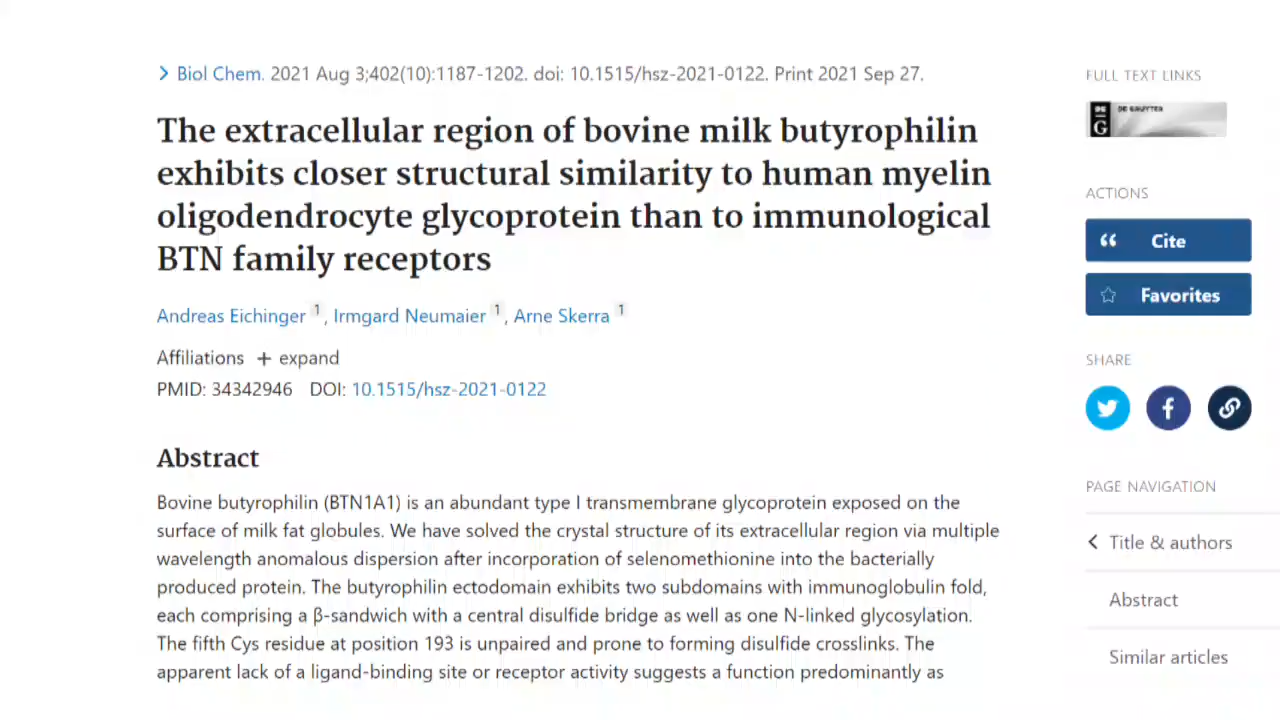 Biol Chem. 2021 Aug 3;402(10):1187-1202. doi: 10.1515/hsz-2021-0122. Print 2021 Sep 27.
The extracellular region of bovine milk butyrophilin
exhibits closer structural similarity to human myelin
oligodendrocyte glycoprotein than to immunological
BTN family receptors
Andreas Eichinger 1, Irmgard Neumaier 1, Arne Skerra 1
Affiliations + expand
PMID: 34342946 DOI: 10.1515/hsz-2021-0122
Abstract
Bovine butyrophilin (BTN1A1) is an abundant type I transmembrane glycoprotein exposed on the
surface of milk fat globules. We have solved the crystal structure of its extracellular region via multiple
wavelength anomalous dispersion after incorporation of selenomethionine into the bacterially
produced protein. The butyrophilin ectodomain exhibits two subdomains with immunoglobulin fold,
each comprising a β-sandwich with a central disulfide bridge as well as one N-linked glycosylation.
The fifth Cys residue at position 193 is unpaired and prone to forming disulfide crosslinks. The
apparent lack of a ligand-binding site or receptor activity suggests a function predominantly as
FULL TEXT LINKS
DE
G
DE GRUYTER
ACTIONS
Cite
Favorites
SHARE
PAGE NAVIGATION
Title & authors
Abstract
Similar articles